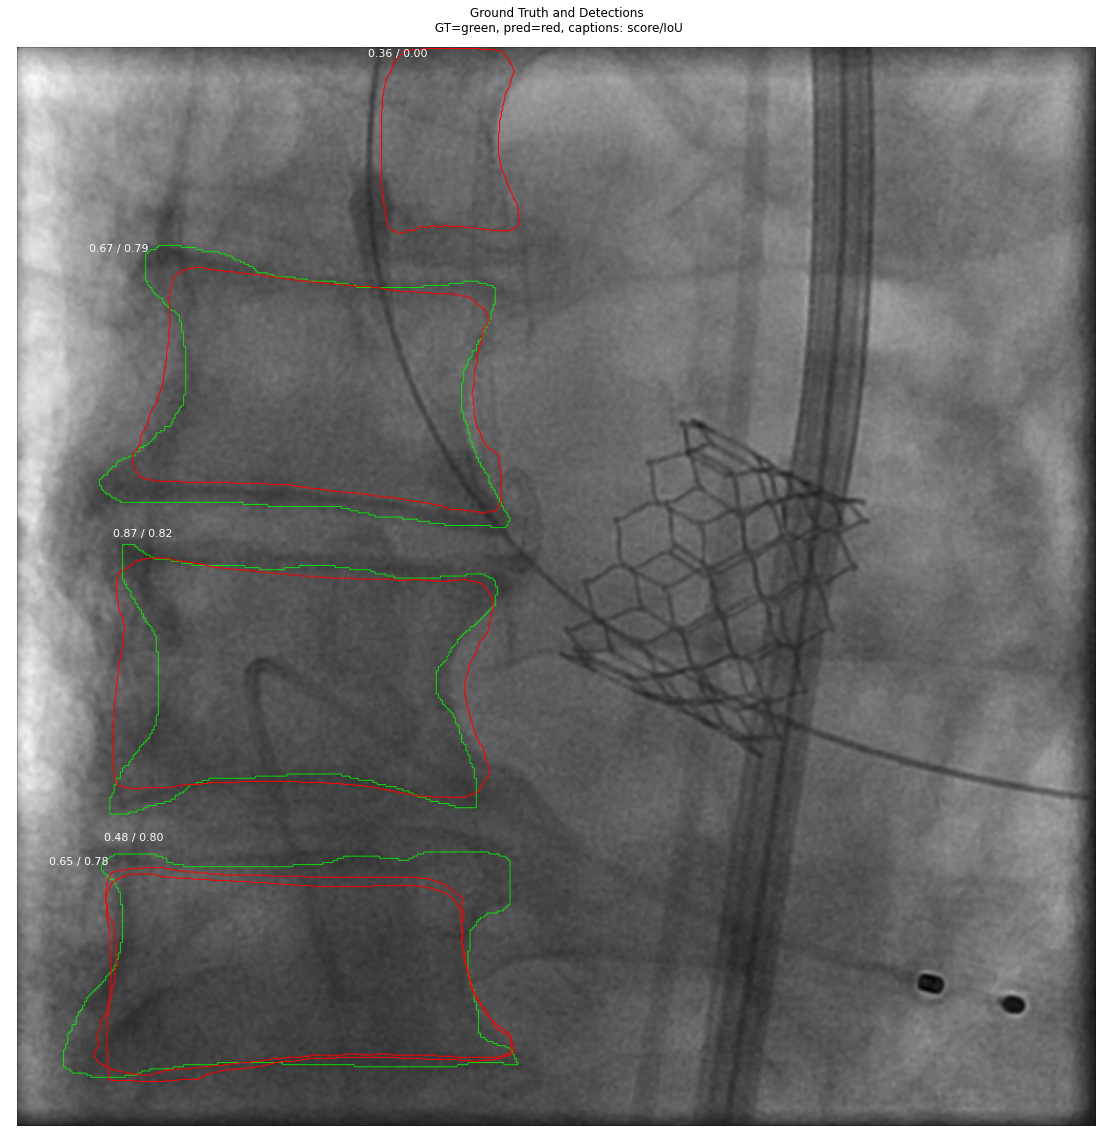 Ground Truth and Detections
GT=green, pred=red, captions: score/IoU
0.36 / 0.00
0.67 / 0.79
0.87 / 0.82
0.48 / 0.80
0.65 / 0.78